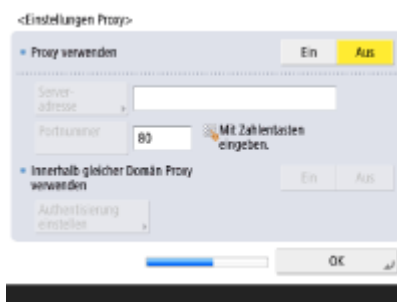 <Einstellungen Proxy>
Proxy verwenden
Ein
Aus
Server-
adresse
Portnummer
80
Mit Zahlentasten
eingeben.
Innerhalb gleicher Domän Proxy
verwenden
Ein
Aus
Authentisierung
einstellen
OK